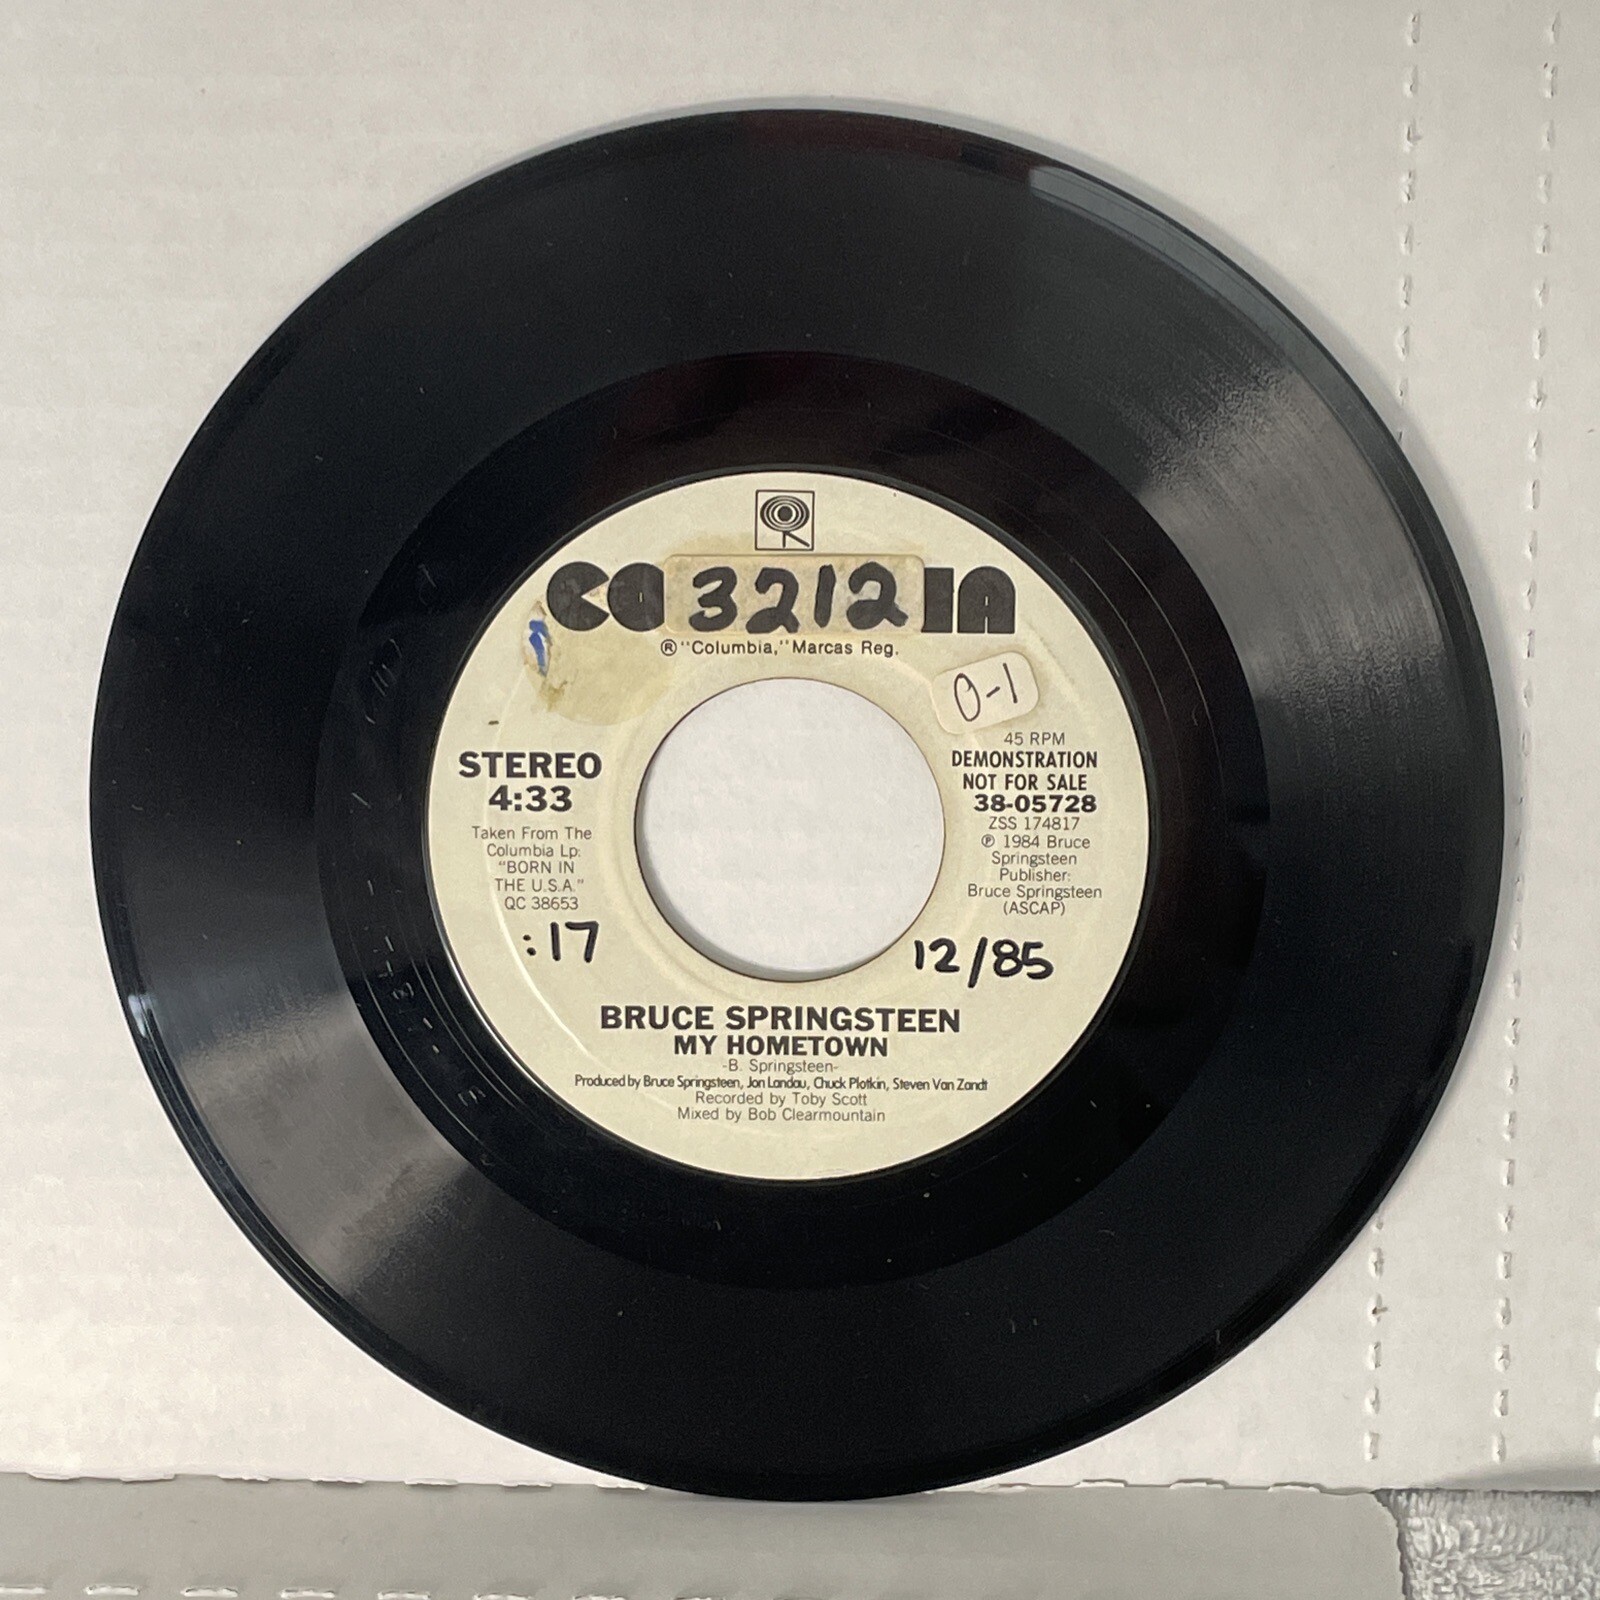 CO 3212 IA
®"Columbia," Marcas Reg.
0-1
STEREO
4:33
Taken From The
Columbia Lp:
"BORN IN
THE U.S.A."
QC 38653
:17
45 RPM
DEMONSTRATION
NOT FOR SALE
38-05728
ZSS 174817
℗ 1984 Bruce
Springsteen
Publisher:
Bruce Springsteen
(ASCAP)
12/85
BRUCE SPRINGSTEEN
MY HOMETOWN
-B. Springsteen-
Produced by Bruce Springsteen, Jon Landau, Chuck Plotkin, Steven Van Zandt
Recorded by Toby Scott
Mixed by Bob Clearmountain